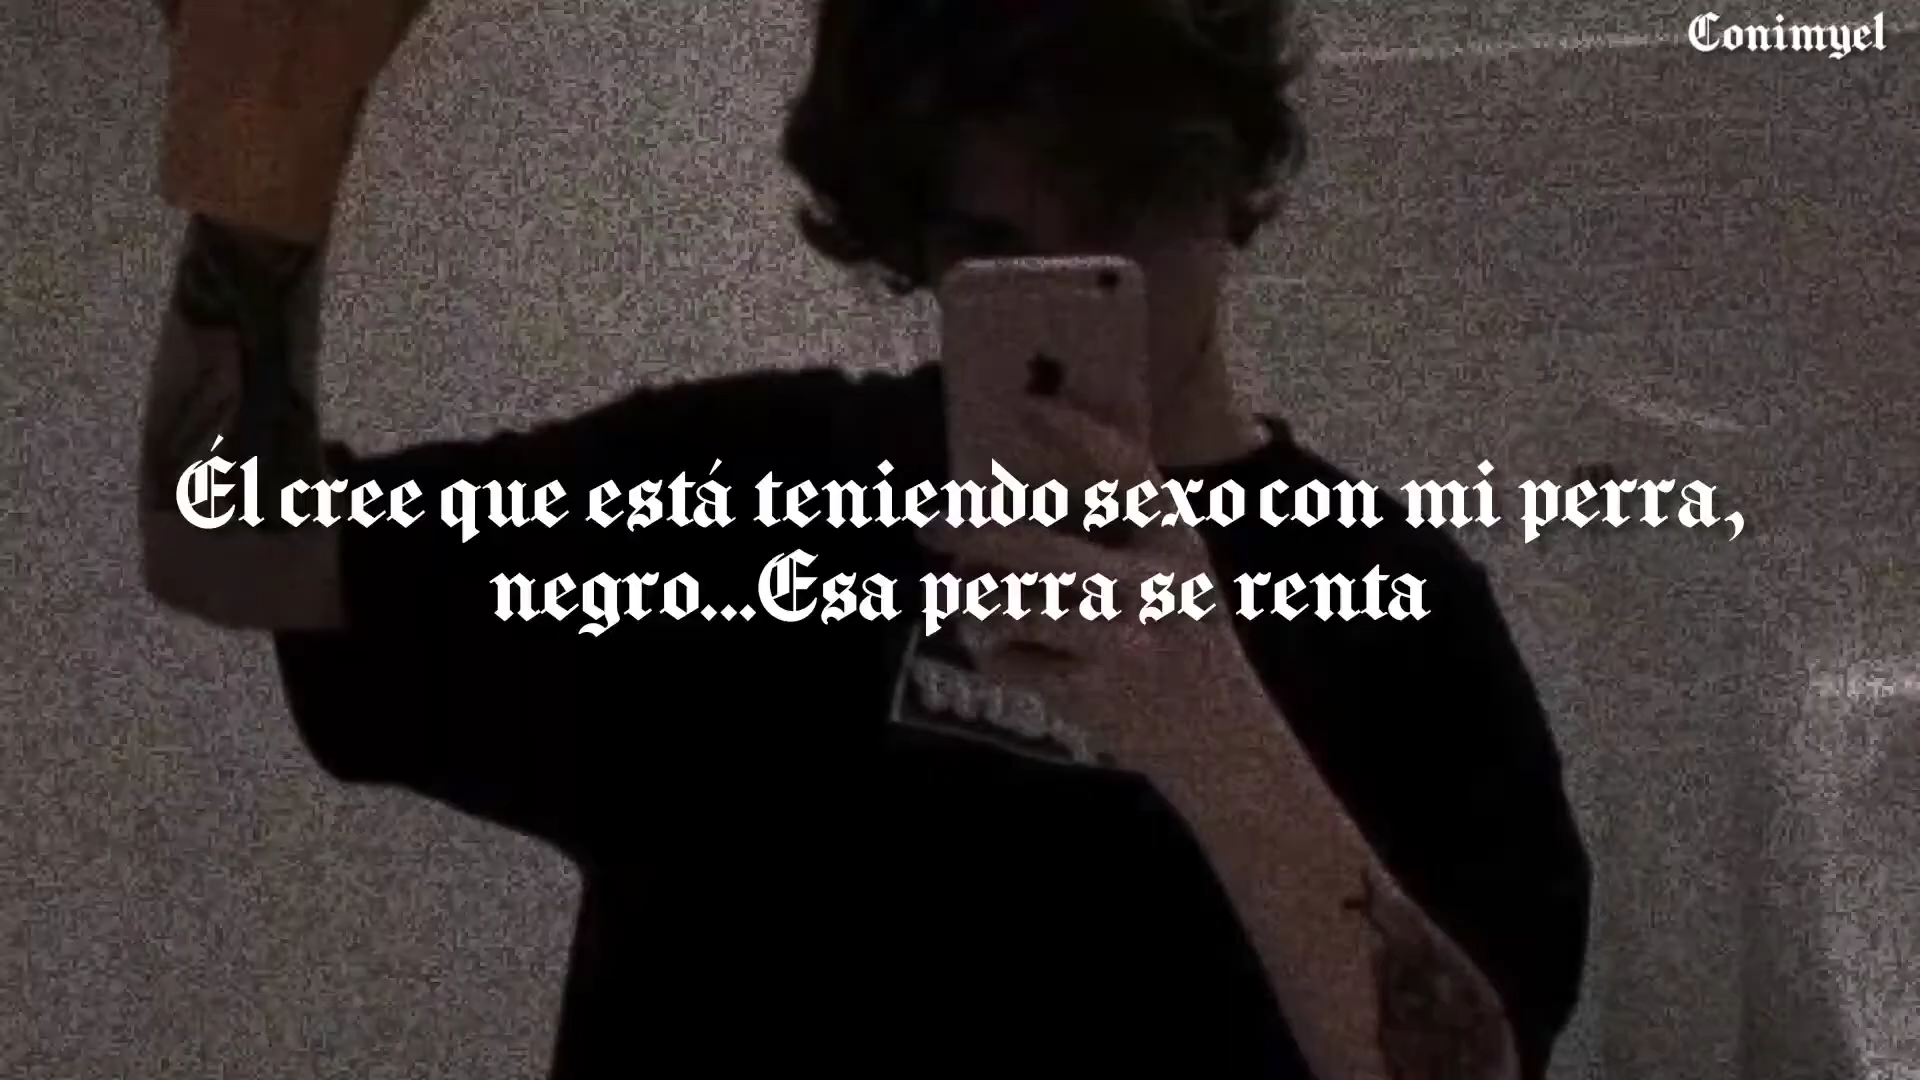 Conimyel
Él cree que está teniendo sexo con mi perra,
negro...Esa perra se renta